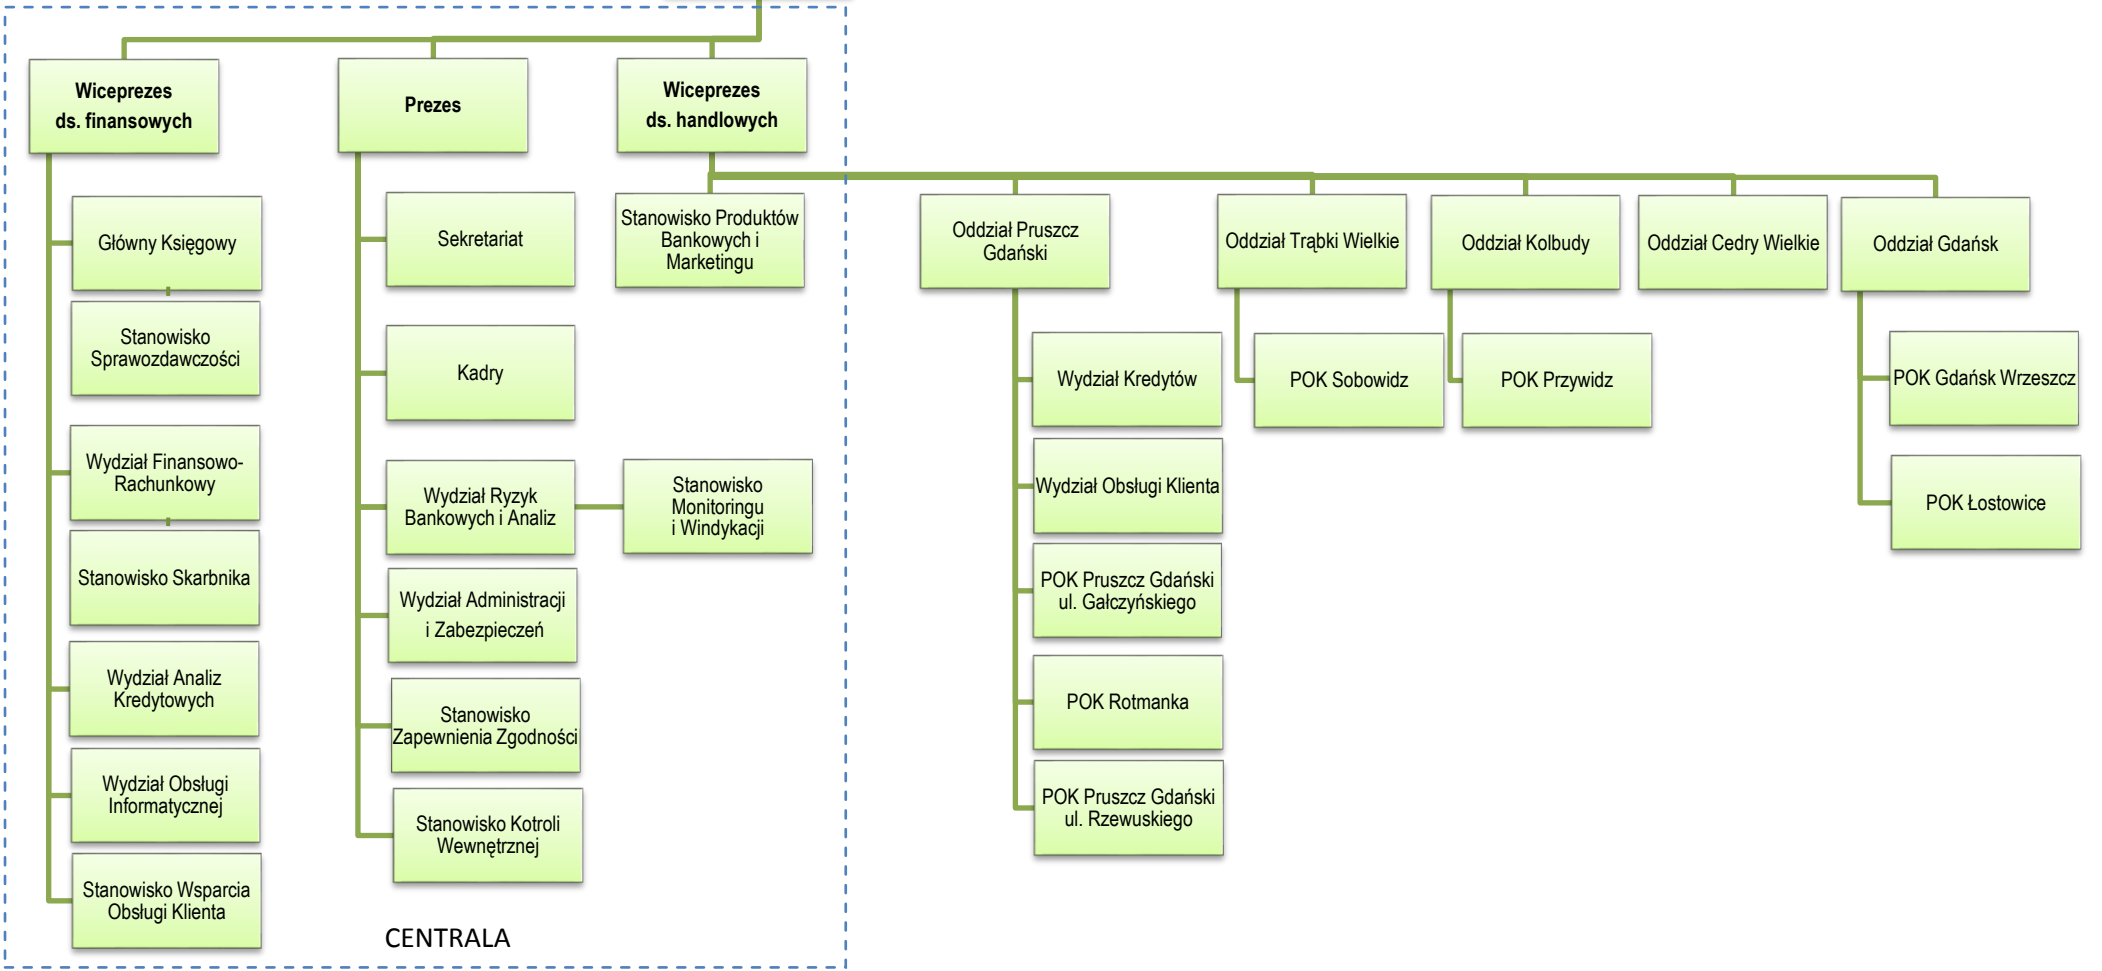 Wiceprezes
ds. finansowych
Prezes
Wiceprezes
ds. handlowych
Główny Księgowy
Stanowisko
Sprawozdawczości
Wydział Finansowo-
Rachunkowy
Stanowisko Skarbnika
Wydział Analiz
Kredytowych
Wydział Obsługi
Informatycznej
Stanowisko Wsparcia
Obsługi Klienta
Sekretariat
Kadry
Wydział Ryzyk
Bankowych i Analiz
Stanowisko
Monitoringu
i Windykacji
Wydział Administracji
i Zabezpieczeń
Stanowisko
Zapewnienia Zgodności
Stanowisko Kotroli
Wewnętrznej
CENTRALA
Stanowisko Produktów
Bankowych i
Marketingu
Oddział Pruszcz
Gdański
Wydział Kredytów
Wydział Obsługi Klienta
POK Pruszcz Gdański
ul. Gałczyńskiego
POK Rotmanka
POK Pruszcz Gdański
ul. Rzewuskiego
Oddział Trąbki Wielkie
POK Sobowidz
Oddział Kolbudy
POK Przywidz
Oddział Cedry Wielkie
Oddział Gdańsk
POK Gdańsk Wrzeszcz
POK Łostowice